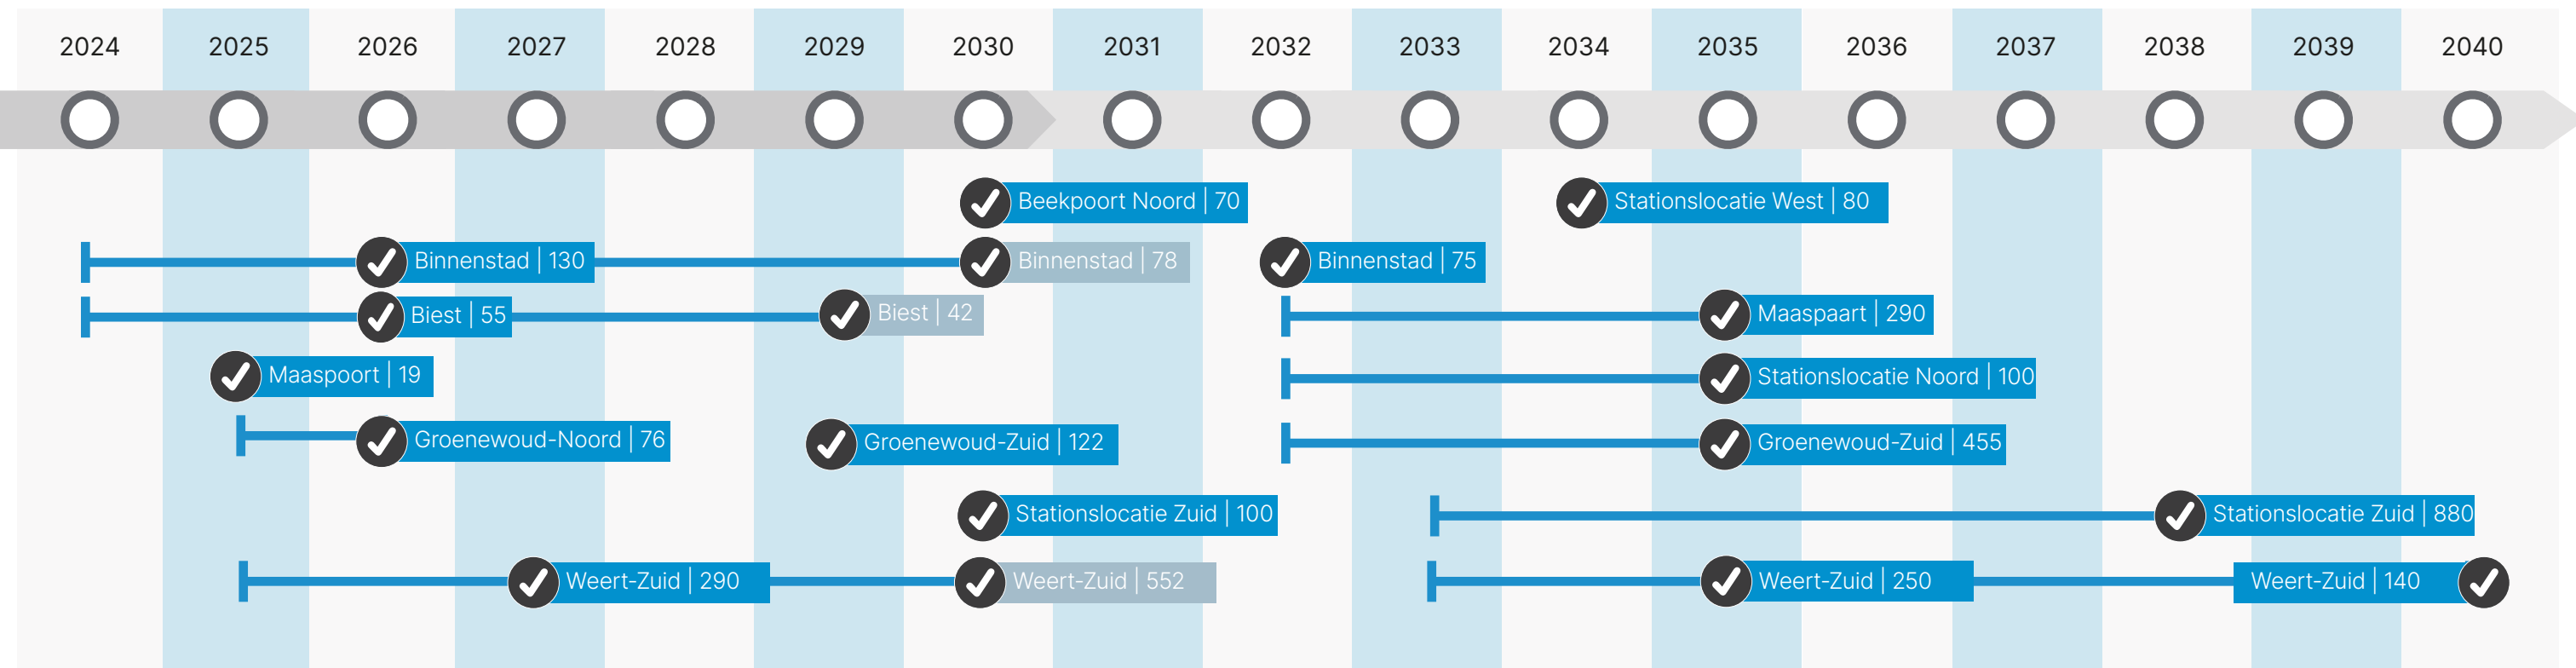 2024 2025 2026 2027 2028 2029 2030 2031 2032 2033 2034 2035 2036 2037 2038 2039 2040
Beekpoort Noord | 70 Stationslocatie West | 80
Binnenstad | 130 Binnenstad | 78 Binnenstad | 75
Biest | 55 Biest | 42 Maaspaart | 290
Maaspoort | 19 Stationslocatie Noord | 100
Groenewoud-Noord | 76 Groenewoud-Zuid | 122 Groenewoud-Zuid | 455
Stationslocatie Zuid | 100 Stationslocatie Zuid | 880
Weert-Zuid | 290 Weert-Zuid | 552 Weert-Zuid | 250 Weert-Zuid | 140